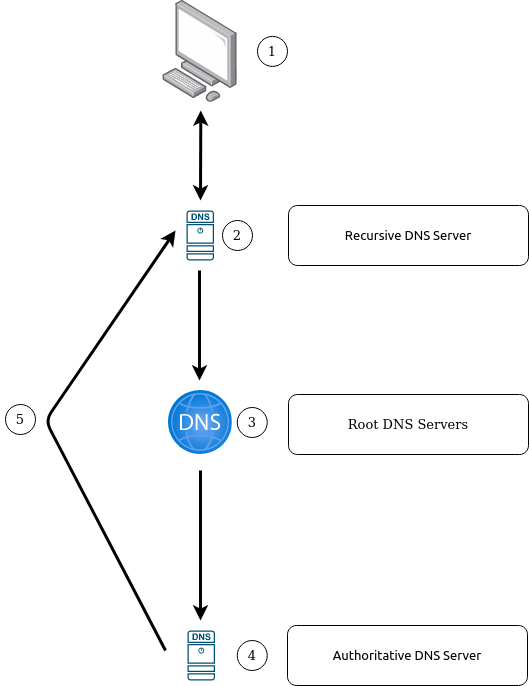 1
DNS
2
Recursive DNS Server
5
DNS
3
Root DNS Servers
DNS
4
Authoritative DNS Server